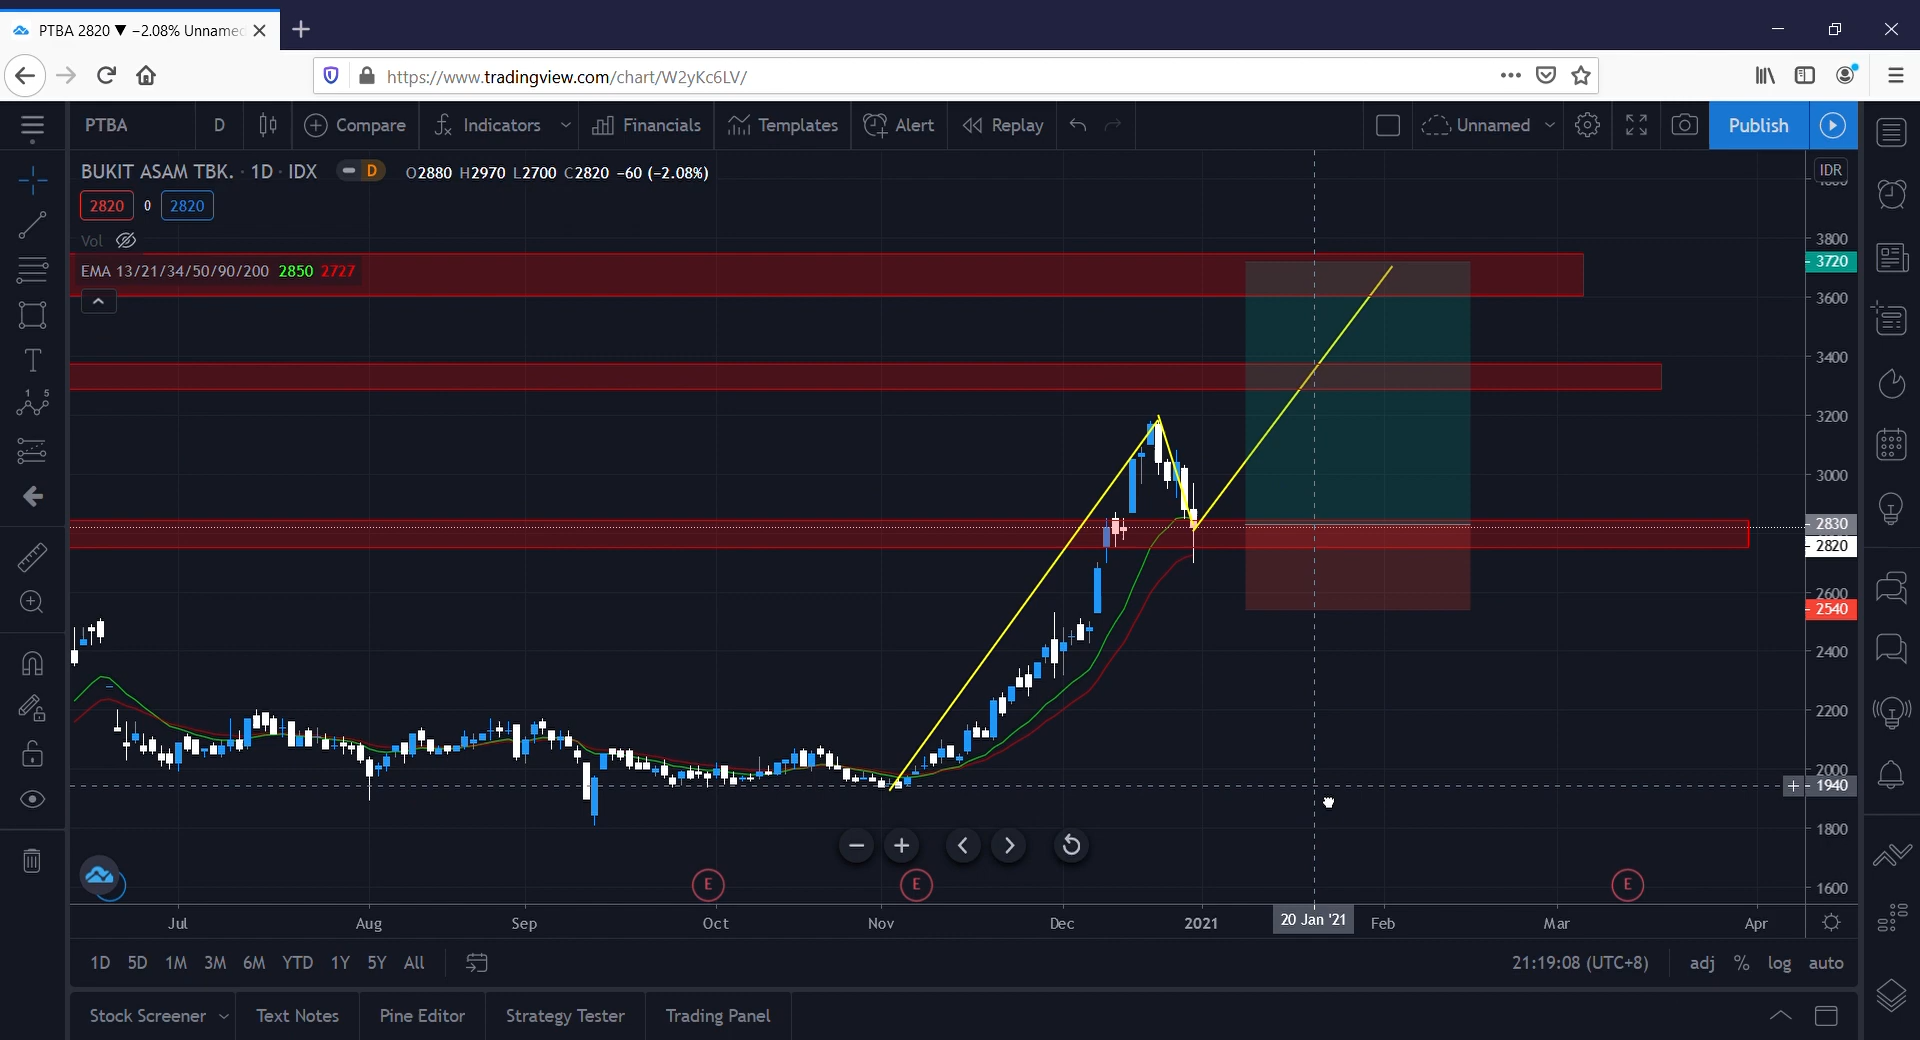 PTBA 2820 ▼ −2.08% Unnamed
https://www.tradingview.com/chart/W2yKc6LV/
PTBA D Compare Indicators Financials Templates Alert Replay Unnamed Publish
BUKIT ASAM TBK. · 1D · IDX D O2880 H2970 L2700 C2820 −60 (−2.08%)
IDR
2820 0 2820
Vol
EMA 13/21/34/50/90/200 2850 2727
3800
3720
3600
3400
3200
3000
2830
2820
2600
2540
2400
2200
2000
1940
1800
1600
E E E
Jul Aug Sep Oct Nov Dec 2021 20 Jan '21 Feb Mar Apr
1D 5D 1M 3M 6M YTD 1Y 5Y All 21:19:08 (UTC+8) adj % log auto
Stock Screener Text Notes Pine Editor Strategy Tester Trading Panel